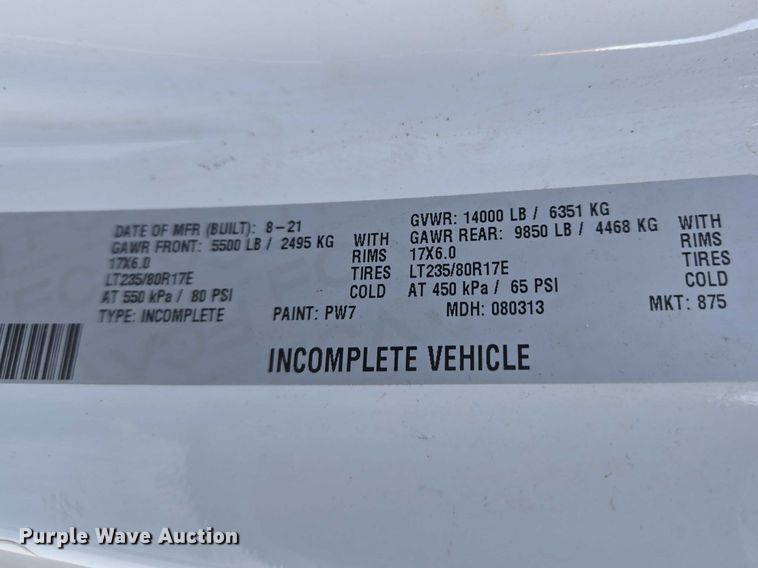 DATE OF MFR (BUILT): 8-21 GVWR: 14000 LB / 6351 KG
GAWR FRONT: 5500 LB / 2495 KG WITH GAWR REAR: 9850 LB / 4468 KG WITH
17X6.0 RIMS 17X6.0 RIMS
LT235/80R17E TIRES LT235/80R17E TIRES
AT 550 kPa / 80 PSI COLD AT 450 kPa / 65 PSI COLD
TYPE: INCOMPLETE PAINT: PW7 MDH: 080313 MKT: 875
INCOMPLETE VEHICLE
Purple Wave Auction